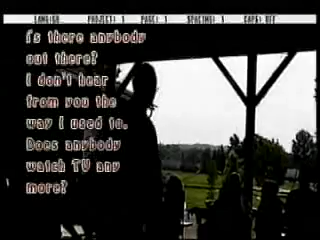 LANGUAGE PROJECT: 1 PAGE: 1 SPACING: 1 CAPS: OFF
is there anybody
out there?
I don't hear
from you the
way I used to.
Does anybody
watch TV any
more?